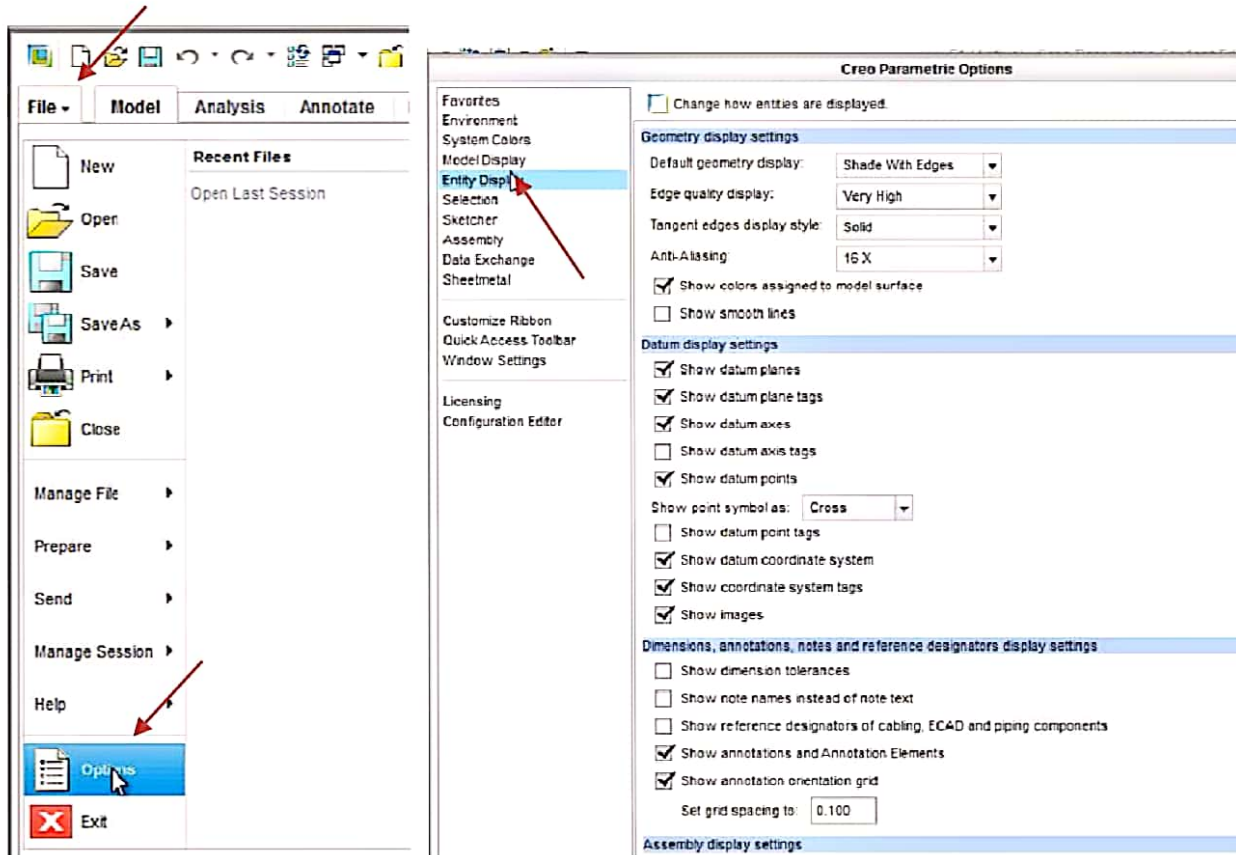 File
Model
Analysis
Annotate
New
Open
Save
Save As
Print
Close
Manage File
Prepare
Send
Manage Session
Help
Options
Exit
Recent Files
Open Last Session
Creo Parametric Options
Favorites
Environment
System Colors
Model Display
Entity Display
Selection
Sketcher
Assembly
Data Exchange
Sheetmetal
Customize Ribbon
Quick Access Toolbar
Window Settings
Licensing
Configuration Editor
Change how entities are displayed.
Geometry display settings
Default geometry display: Shade With Edges
Edge quality display: Very High
Tangent edges display style: Solid
Anti-Aliasing: 16 X
Show colors assigned to model surface
Show smooth lines
Datum display settings
Show datum planes
Show datum plane tags
Show datum axes
Show datum axis tags
Show datum points
Show point symbol as: Cross
Show datum point tags
Show datum coordinate system
Show coordinate system tags
Show images
Dimensions, annotations, notes and reference designators display settings
Show dimension tolerances
Show note names instead of note text
Show reference designators of cabling, ECAD and piping components
Show annotations and Annotation Elements
Show annotation orientation grid
Set grid spacing to: 0.100
Assembly display settings